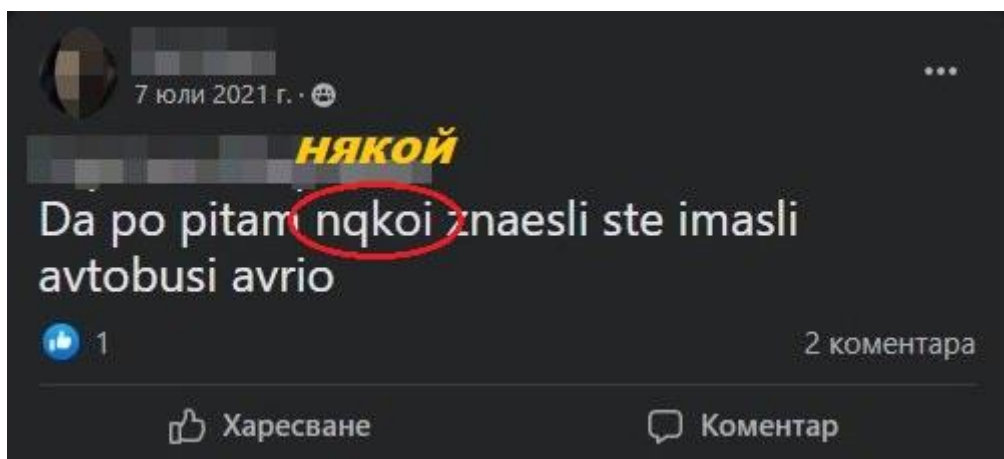 7 юли 2021 г. ·
някой
Da po pitam nqkoi znaesli ste imasli
avtobusi avrio
1
2 коментара
Харесване
Коментар